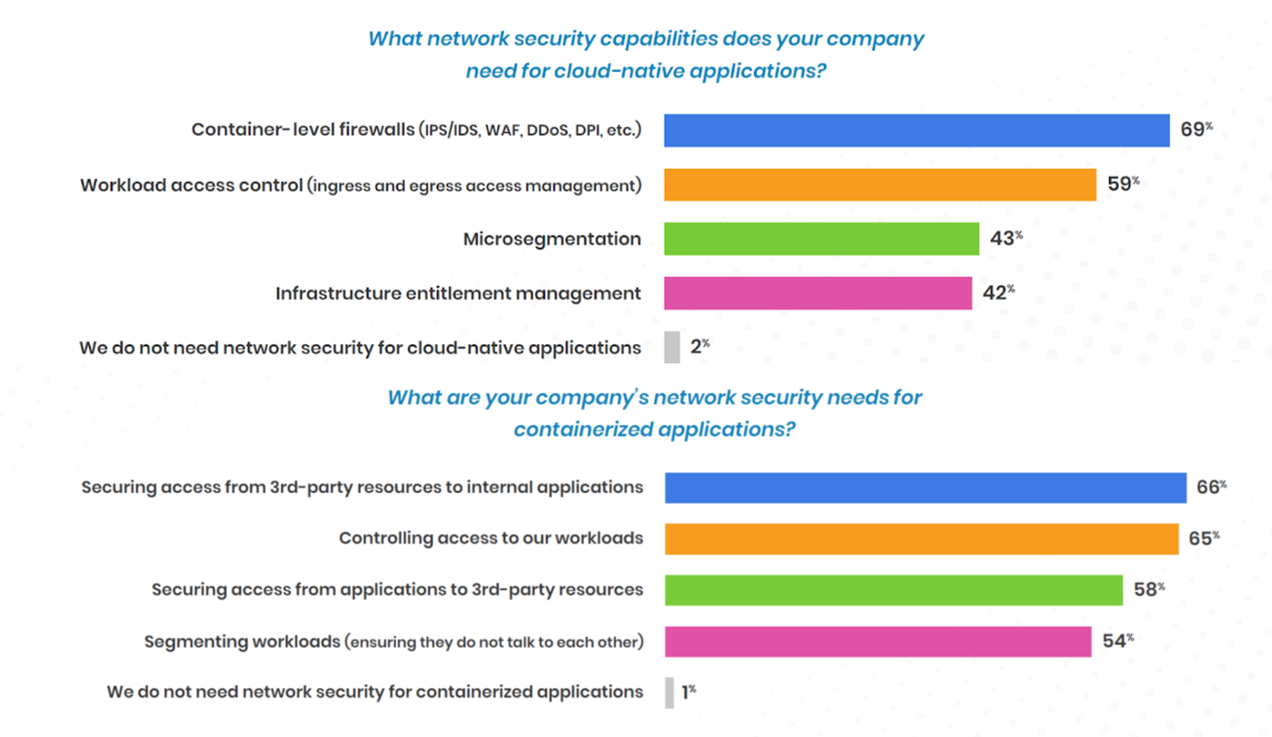 What network security capabilities does your company
need for cloud-native applications?
Container-level firewalls (IPS/IDS, WAF, DDoS, DPI, etc.) 69%
Workload access control (ingress and egress access management) 59%
Microsegmentation 43%
Infrastructure entitlement management 42%
We do not need network security for cloud-native applications 2%
What are your company's network security needs for
containerized applications?
Securing access from 3rd-party resources to internal applications 66%
Controlling access to our workloads 65%
Securing access from applications to 3rd-party resources 58%
Segmenting workloads (ensuring they do not talk to each other) 54%
We do not need network security for containerized applications 1%